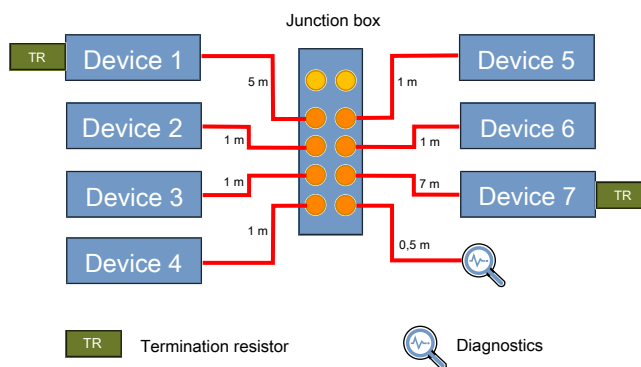 Junction box
TR
Device 1
5 m
1 m
Device 5
Device 2
1 m
1 m
Device 6
Device 3
1 m
7 m
Device 7
TR
Device 4
1 m
0,5 m
TR
Termination resistor
Diagnostics